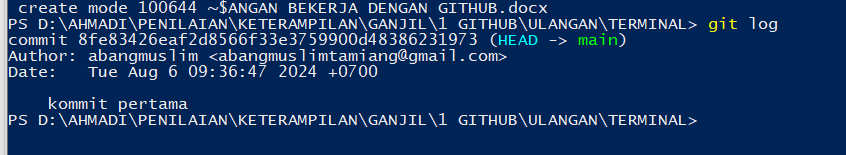 create mode 100644 ~$ANGAN BEKERJA DENGAN GITHUB.docx
PS D:\AHMADI\PENILAIAN\KETERAMPILAN\GANJIL\1 GITHUB\ULANGAN\TERMINAL> git log
commit 8fe83426eaf2d8566f33e3759900d48386231973 (HEAD -> main)
Author: abangmuslim <abangmuslimtamiang@gmail.com>
Date:   Tue Aug 6 09:36:47 2024 +0700
    kommit pertama
PS D:\AHMADI\PENILAIAN\KETERAMPILAN\GANJIL\1 GITHUB\ULANGAN\TERMINAL>